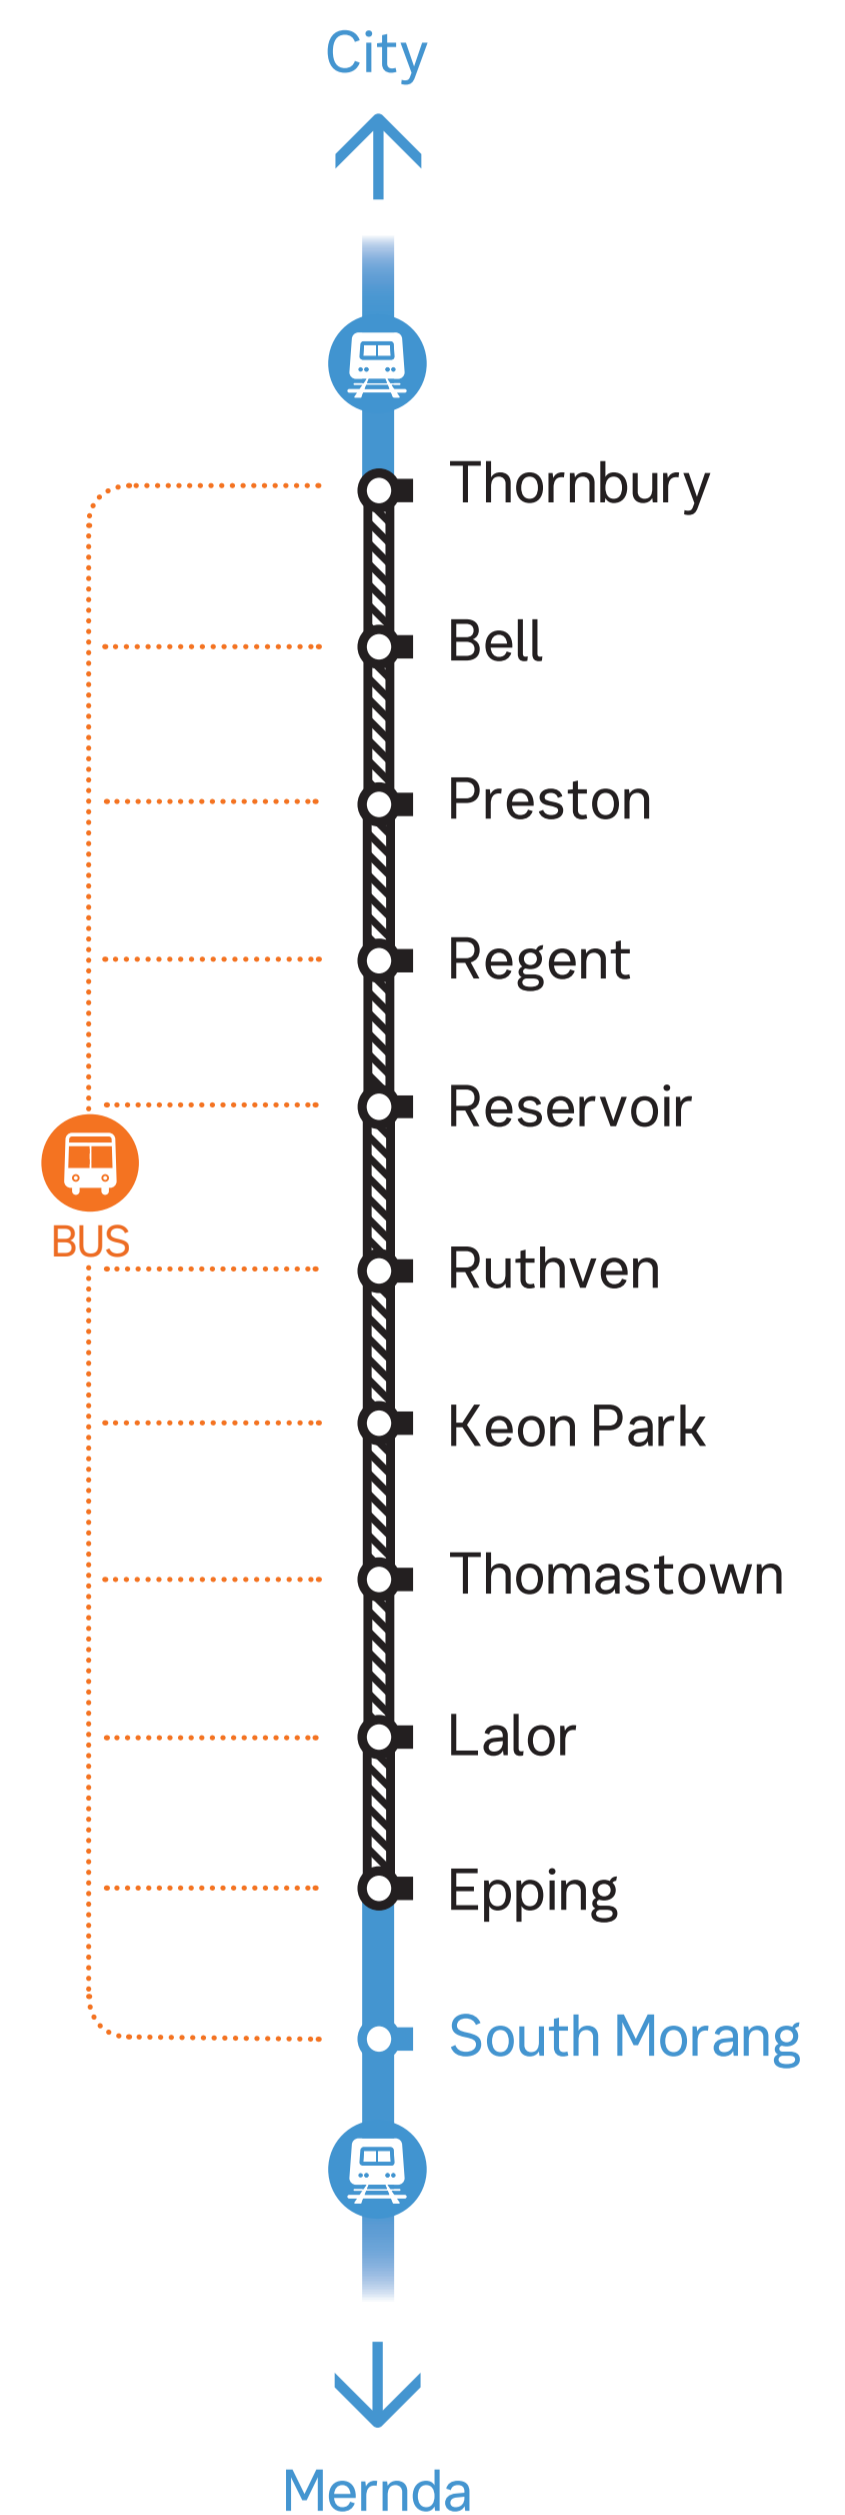 City
Thornbury
Bell
Preston
Regent
Reservoir
BUS
Ruthven
Keon Park
Thomastown
Lalor
Epping
South Morang
Mernda